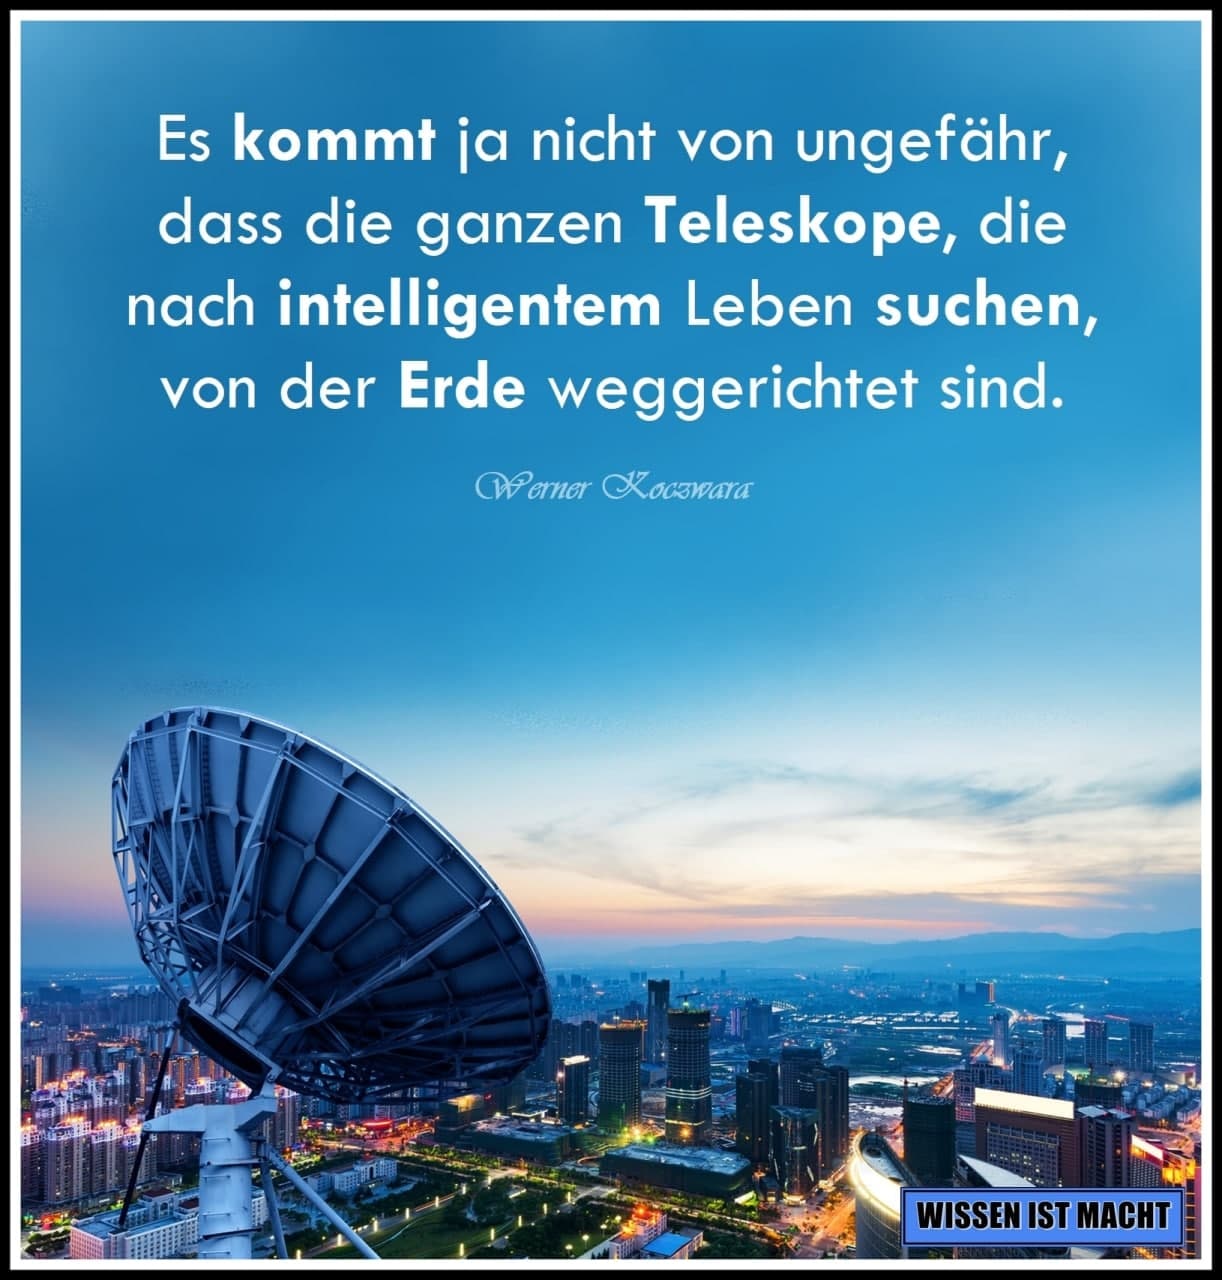 Es kommt ja nicht von ungefähr,
dass die ganzen Teleskope, die
nach intelligentem Leben suchen,
von der Erde weggerichtet sind.
Werner Koczwara
WISSEN IST MACHT